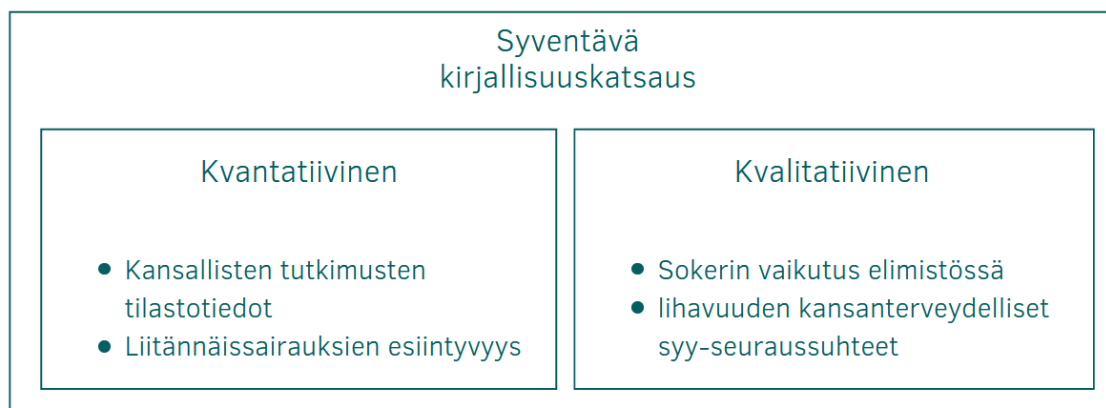 Syventävä
kirjallisuuskatsaus
Kvantatiivinen
• Kansallisten tutkimusten
tilastotiedot
• Liitännäissairauksien esiintyvyys
Kvalitatiivinen
• Sokerin vaikutus elimistössä
• lihavuuden kansanterveydelliset
syy-seuraussuhteet